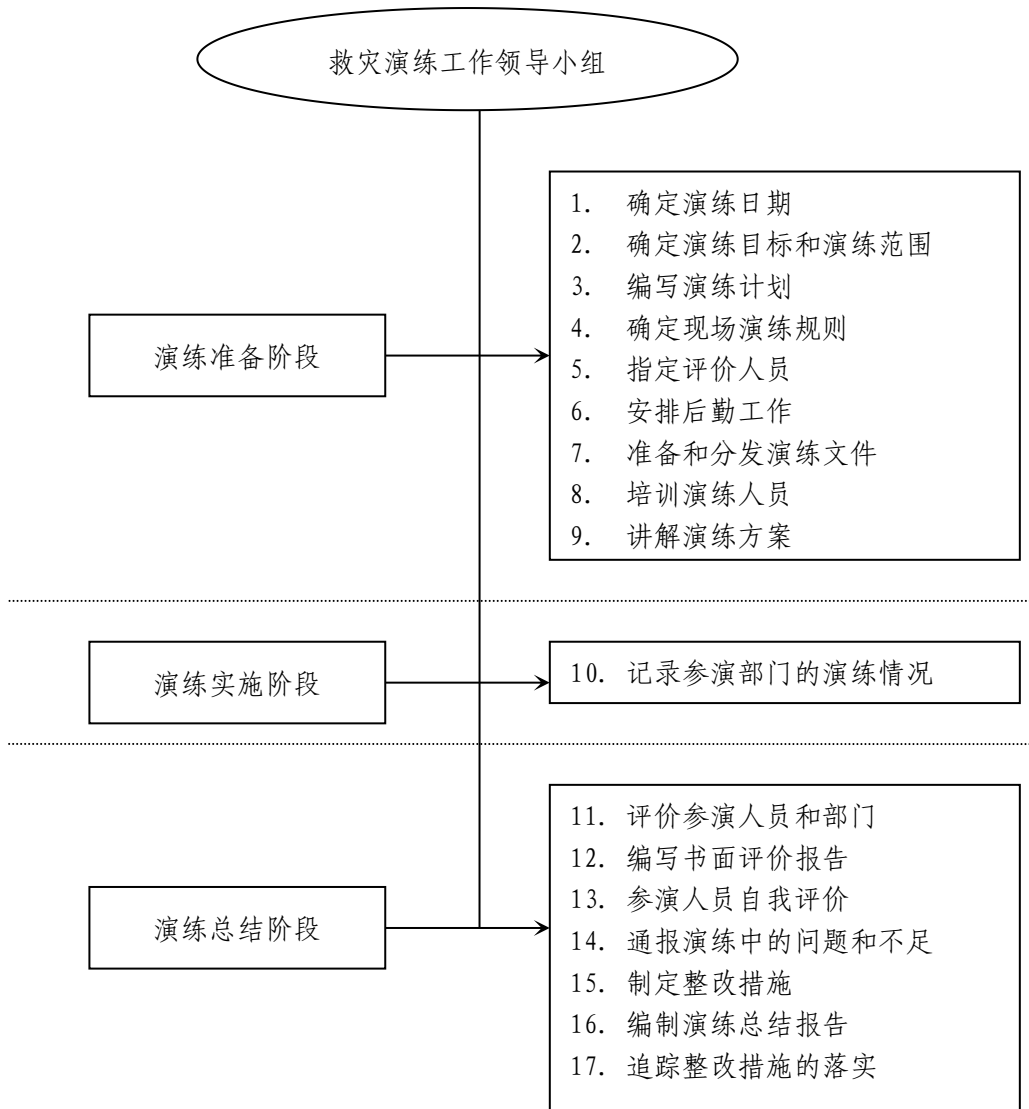 救灾演练工作领导小组
演练准备阶段
1. 确定演练日期
2. 确定演练目标和演练范围
3. 编写演练计划
4. 确定现场演练规则
5. 指定评价人员
6. 安排后勤工作
7. 准备和分发演练文件
8. 培训演练人员
9. 讲解演练方案
演练实施阶段
10. 记录参演部门的演练情况
演练总结阶段
11. 评价参演人员和部门
12. 编写书面评价报告
13. 参演人员自我评价
14. 通报演练中的问题和不足
15. 制定整改措施
16. 编制演练总结报告
17. 追踪整改措施的落实